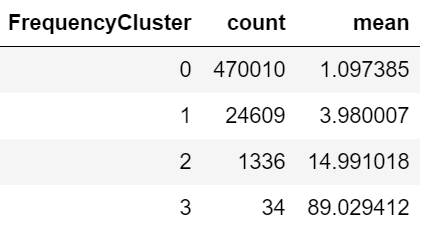 FrequencyCluster count mean
0 470010 1.097385
1 24609 3.980007
2 1336 14.991018
3 34 89.029412